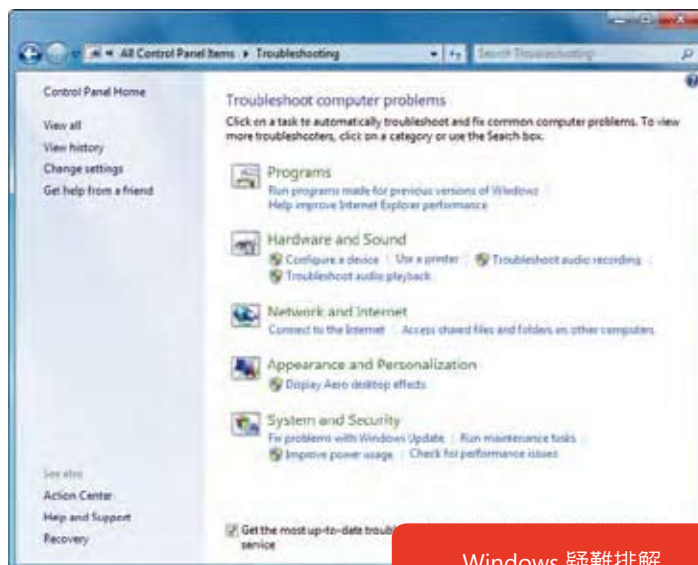 All Control Panel Items ▸ Troubleshooting
Search Troubleshooting
Control Panel Home
View all
View history
Change settings
Get help from a friend
Troubleshoot computer problems
Click on a task to automatically troubleshoot and fix common computer problems. To view
more troubleshooters, click on a category or use the Search box.
Programs
Run programs made for previous versions of Windows
Help improve Internet Explorer performance
Hardware and Sound
Configure a device | Use a printer | Troubleshoot audio recording
Troubleshoot audio playback
Network and Internet
Connect to the Internet | Access shared files and folders on other computers
Appearance and Personalization
Display Aero desktop effects
System and Security
Fix problems with Windows Update | Run maintenance tasks
Improve power usage | Check for performance issues
See also
Action Center
Help and Support
Recovery
Get the most up-to-date
service
Windows 疑難排解